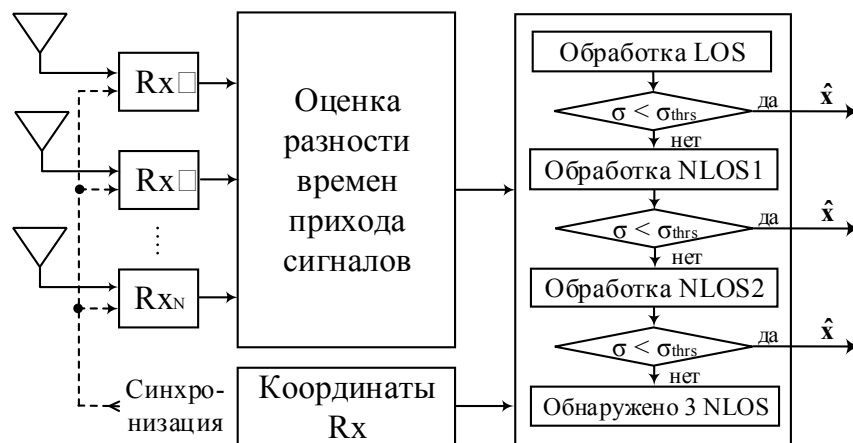 Rx□
Rx□
RxN
Синхро-
низация
Оценка
разности
времен
прихода
сигналов
Координаты
Rx
Обработка LOS
σ < σthrs
да
x̂
нет
Обработка NLOS1
σ < σthrs
да
x̂
нет
Обработка NLOS2
σ < σthrs
да
x̂
нет
Обнаружено 3 NLOS